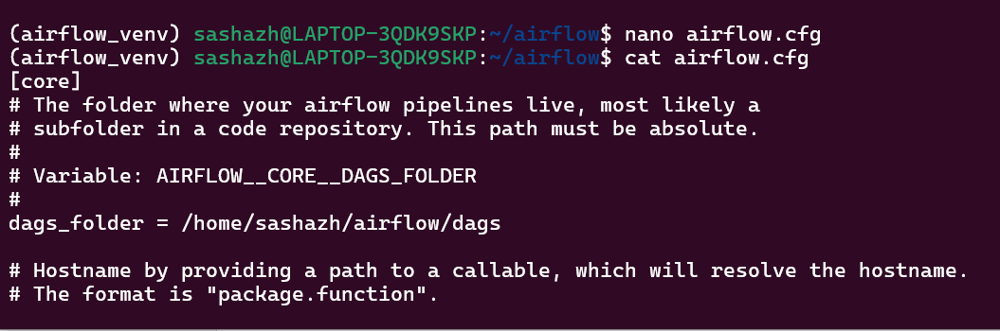 (airflow_venv) sashazh@LAPTOP-3QDK9SKP:~/airflow$ nano airflow.cfg
(airflow_venv) sashazh@LAPTOP-3QDK9SKP:~/airflow$ cat airflow.cfg
[core]
# The folder where your airflow pipelines live, most likely a
# subfolder in a code repository. This path must be absolute.
#
# Variable: AIRFLOW__CORE__DAGS_FOLDER
#
dags_folder = /home/sashazh/airflow/dags
# Hostname by providing a path to a callable, which will resolve the hostname.
# The format is "package.function".